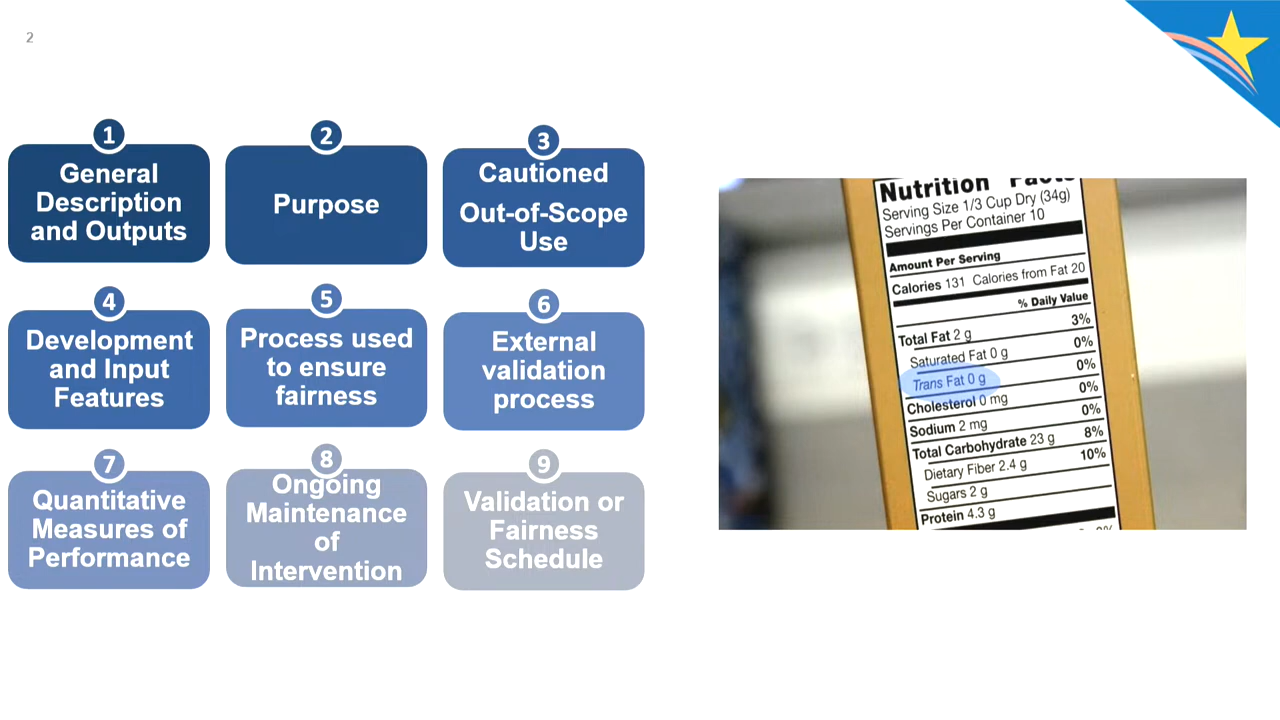 2
1
General
Description
and Outputs
2
Purpose
3
Cautioned
Out-of-Scope
Use
4
Development
and Input
Features
5
Process used
to ensure
fairness
6
External
validation
process
7
Quantitative
Measures of
Performance
8
Ongoing
Maintenance
of
Intervention
9
Validation or
Fairness
Schedule
Nutrition Facts
Serving Size 1/3 Cup Dry (34g)
Servings Per Container 10
Amount Per Serving
Calories 131 Calories from Fat 20
% Daily Value
Total Fat 2 g 3%
Saturated Fat 0 g 0%
Trans Fat 0 g 0%
Cholesterol 0 mg 0%
Sodium 2 mg 0%
Total Carbohydrate 23 g 8%
Dietary Fiber 2.4 g 10%
Sugars 2 g
Protein 4.3 g